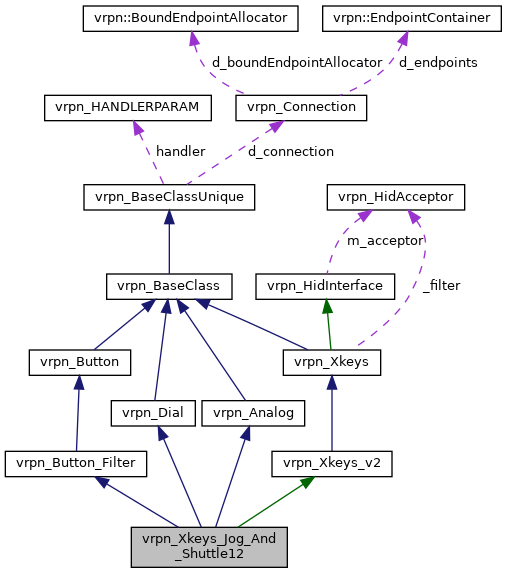 vrpn::BoundEndpointAllocator
vrpn::EndpointContainer
d_boundEndpointAllocator
d_endpoints
vrpn_HANDLERPARAM
vrpn_Connection
handler
d_connection
vrpn_BaseClassUnique
vrpn_HidAcceptor
m_acceptor
vrpn_BaseClass
vrpn_HidInterface
_filter
vrpn_Button
vrpn_Xkeys
vrpn_Dial
vrpn_Analog
vrpn_Button_Filter
vrpn_Xkeys_v2
vrpn_Xkeys_Jog_And
_Shuttle12